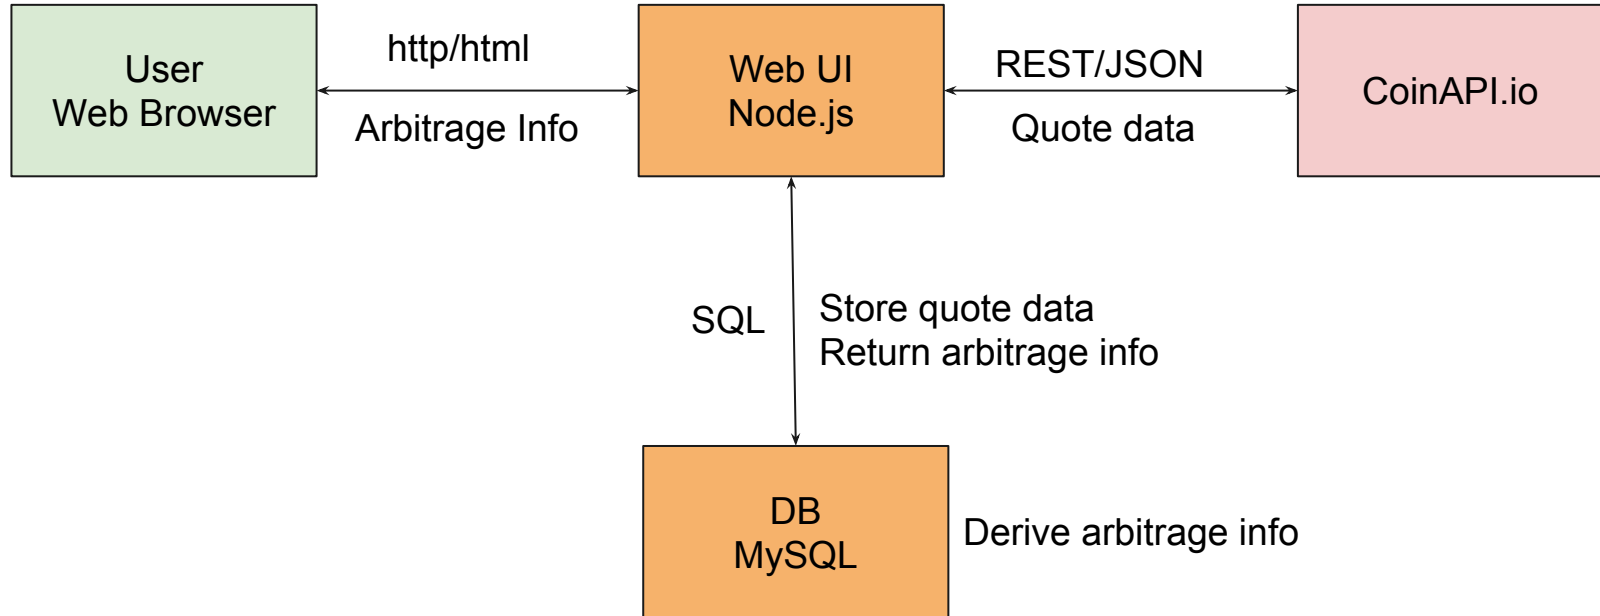 User
Web Browser
http/html
Arbitrage Info
Web UI
Node.js
REST/JSON
Quote data
CoinAPI.io
SQL
Store quote data
Return arbitrage info
DB
MySQL
Derive arbitrage info